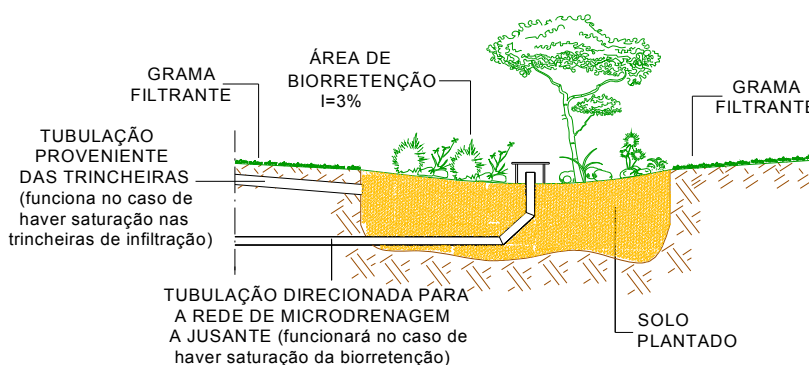 GRAMA
FILTRANTE
ÁREA DE
BIORRETENÇÃO
I=3%
GRAMA
FILTRANTE
TUBULAÇÃO
PROVENIENTE
DAS TRINCHEIRAS
(funciona no caso de
haver saturação nas
trincheiras de infiltração)
TUBULAÇÃO DIRECIONADA PARA
A REDE DE MICRODRENAGEM
A JUSANTE (funcionará no caso de
haver saturação da biorretenção)
SOLO
PLANTADO